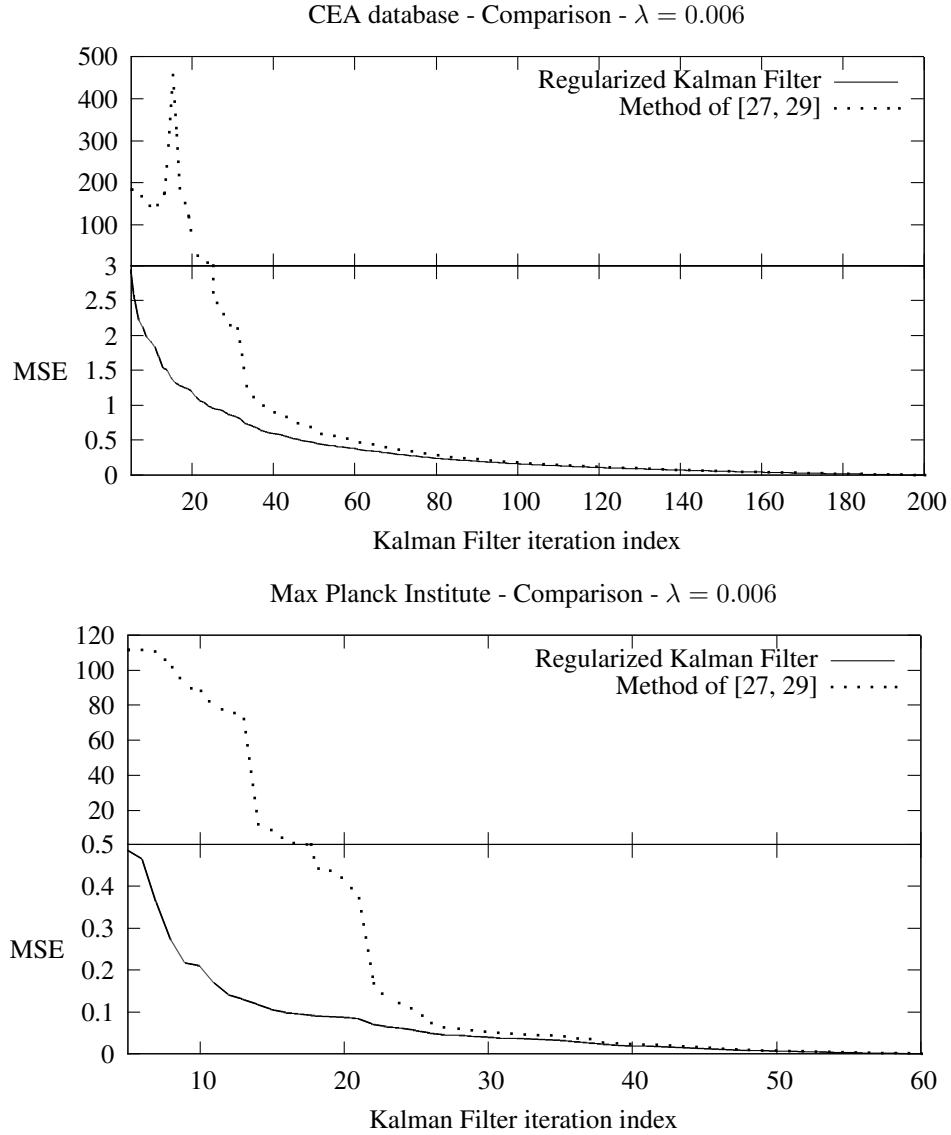 CEA database - Comparison - λ = 0.006
500
Regularized Kalman Filter
400
Method of [27, 29]
300
200
100
3
2.5
2
MSE
1.5
1
0.5
0
20 40 60 80 100 120 140 160 180 200
Kalman Filter iteration index
Max Planck Institute - Comparison - λ = 0.006
120
Regularized Kalman Filter
100
Method of [27, 29]
80
60
40
20
0.5
0.4
0.3
MSE
0.2
0.1
0
10 20 30 40 50 60
Kalman Filter iteration index